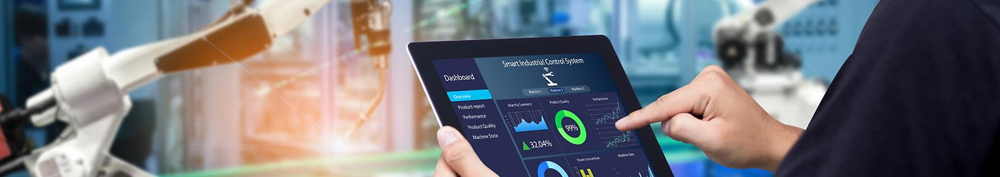 Smart Industrial Control System
Dashboard
Machine 1
Machine 2
Machine 3
Overview
Product report
Performance
Product Quality
Machine State
Monthly Summary
32.04%
Product Quality
99%
Performance
Power consumtion
Machine State